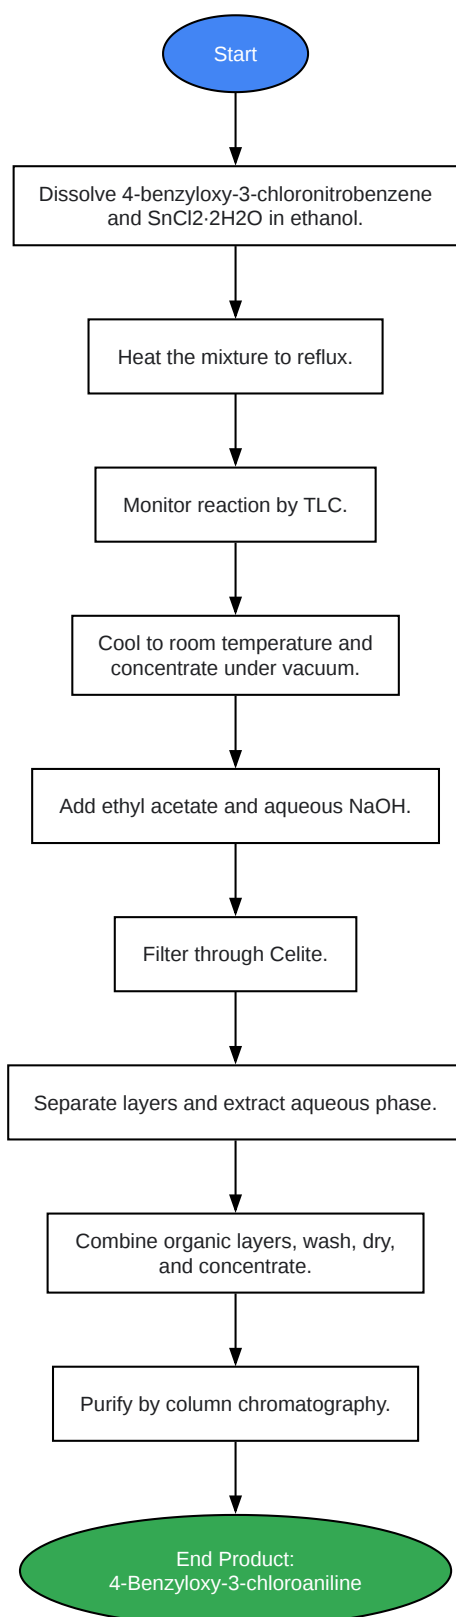 Start
Dissolve 4-benzyloxy-3-chloronitrobenzene
and SnCl2·2H2O in ethanol.
Heat the mixture to reflux.
Monitor reaction by TLC.
Cool to room temperature and
concentrate under vacuum.
Add ethyl acetate and aqueous NaOH.
Filter through Celite.
Separate layers and extract aqueous phase.
Combine organic layers, wash, dry,
and concentrate.
Purify by column chromatography.
End Product:
4-Benzyloxy-3-chloroaniline